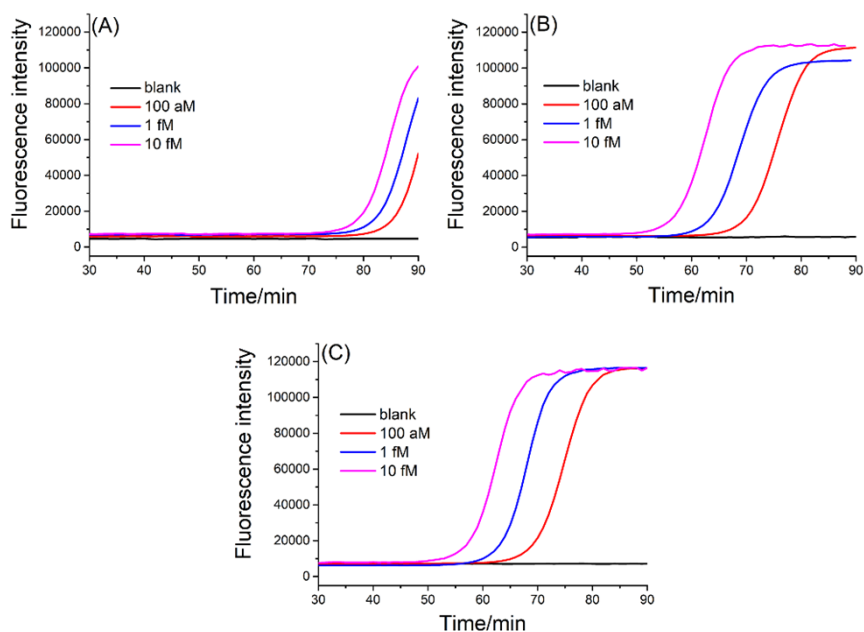 (A)
Fluorescence intensity
120000
100000
80000
60000
40000
20000
0
blank
100 aM
1 fM
10 fM
30 40 50 60 70 80 90
Time/min
(B)
Fluorescence intensity
120000
100000
80000
60000
40000
20000
0
blank
100 aM
1 fM
10 fM
30 40 50 60 70 80 90
Time/min
(C)
Fluorescence intensity
120000
100000
80000
60000
40000
20000
0
blank
100 aM
1 fM
10 fM
30 40 50 60 70 80 90
Time/min